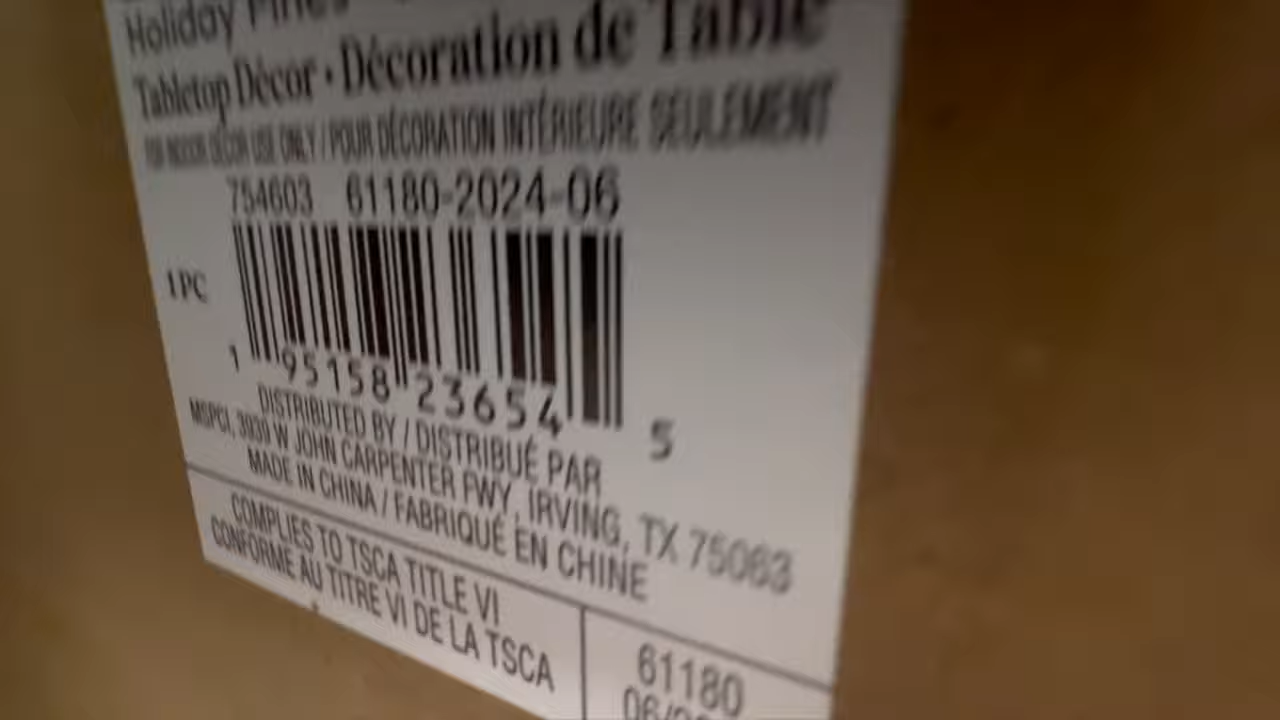 Holiday Pines
Tabletop Décor • Décoration de Table
FOR INDOOR DÉCOR USE ONLY / POUR DÉCORATION INTÉRIEURE SEULEMENT
754603 61180-2024-06
1 PC
1 95158 23654 5
DISTRIBUTED BY / DISTRIBUÉ PAR
MSPCI, 3939 W JOHN CARPENTER FWY, IRVING, TX 75063
MADE IN CHINA / FABRIQUÉ EN CHINE
COMPLIES TO TSCA TITLE VI
CONFORME AU TITRE VI DE LA TSCA
61180